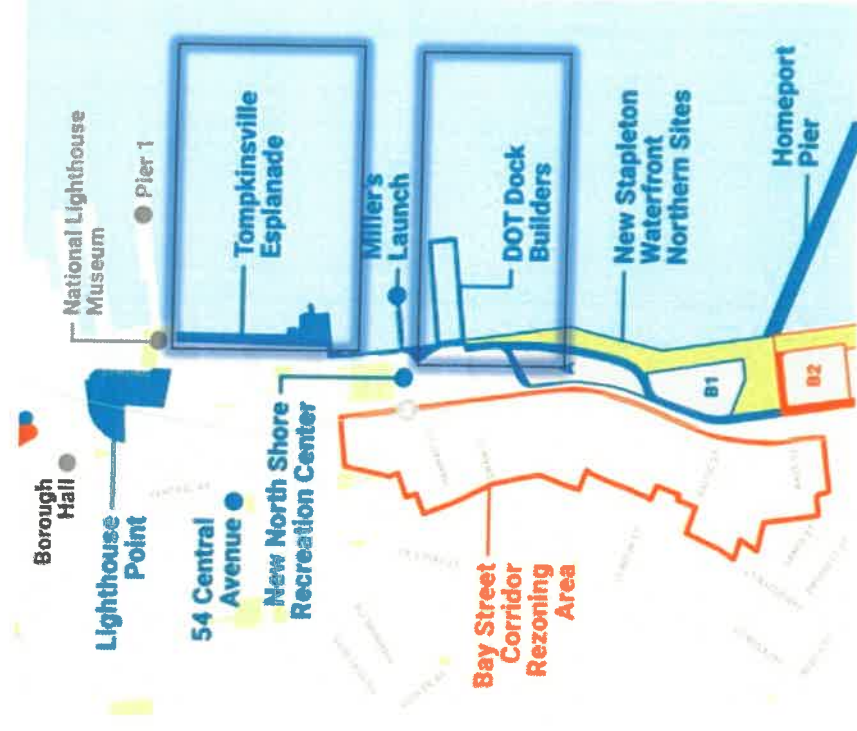 Borough
Hall
National Lighthouse
Museum
Pier 1
Lighthouse
Point
Tompkinsville
Esplanade
54 Central
Avenue
New North Shore
Recreation Center
Miller's
Launch
DOT Dock
Builders
Bay Street
Corridor
Rezoning
Area
New Stapleton
Waterfront
Northern Sites
B1
B2
Homeport
Pier